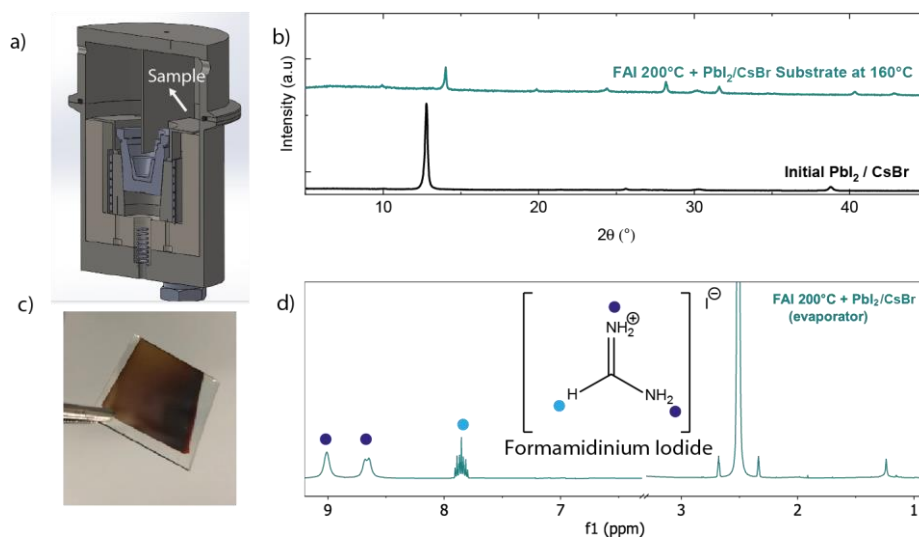 a)
Sample
b)
Intensity (a.u)
FAI 200°C + PbI₂/CsBr Substrate at 160°C
Initial PbI₂ / CsBr
10
20
30
40
2θ (°)
c)
d)
FAI 200°C + PbI₂/CsBr
(evaporator)
I⊖
⊕
NH₂
H
NH₂
Formamidinium Iodide
9
8
7
6
3
2
1
f1 (ppm)